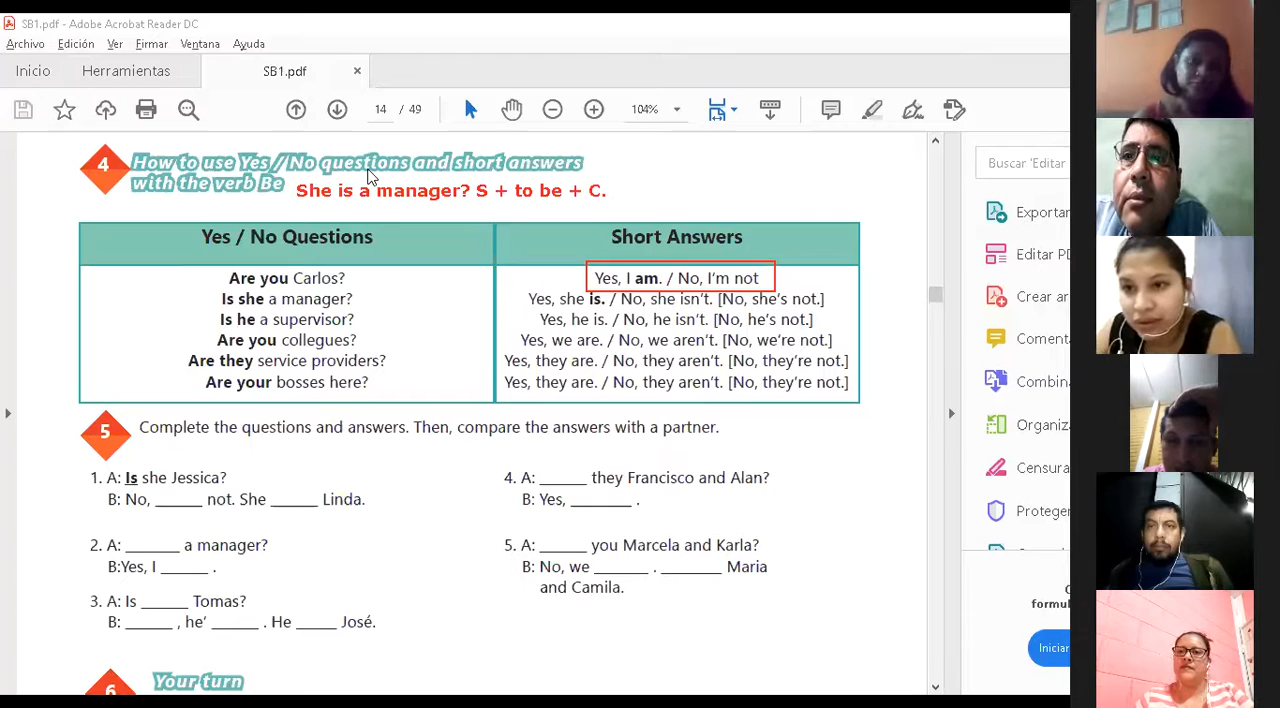 SB1.pdf - Adobe Acrobat Reader DC
Archivo Edición Ver Firmar Ventana Ayuda
Inicio Herramientas SB1.pdf ×
14 / 49 104%
4 How to use Yes / No questions and short answers
with the verb Be
She is a manager? S + to be + C.
Buscar 'Editar
Yes / No Questions Short Answers
Are you Carlos? Yes, I am. / No, I'm not
Is she a manager? Yes, she is. / No, she isn't. [No, she's not.]
Is he a supervisor? Yes, he is. / No, he isn't. [No, he's not.]
Are you collegues? Yes, we are. / No, we aren't. [No, we're not.]
Are they service providers? Yes, they are. / No, they aren't. [No, they're not.]
Are your bosses here? Yes, they are. / No, they aren't. [No, they're not.]
5 Complete the questions and answers. Then, compare the answers with a partner.
1. A: Is she Jessica?
B: No, ______ not. She ______ Linda.
2. A: _______ a manager?
B:Yes, I ______ .
3. A: Is ______ Tomas?
B: ______ , he' ______ . He _____ José.
4. A: ______ they Francisco and Alan?
B: Yes, ________ .
5. A: ______ you Marcela and Karla?
B: No, we _______ . ________ Maria
and Camila.
6 Your turn
Exportar
Editar PD
Crear ar
Comenta
Combin
Organiza
Censura
Proteger
formu
Iniciar